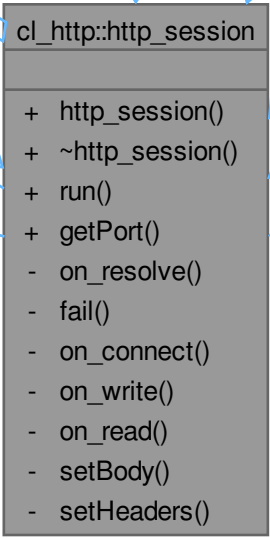 cl_http::http_session
+ http_session()
+ ~http_session()
+ run()
+ getPort()
- on_resolve()
- fail()
- on_connect()
- on_write()
- on_read()
- setBody()
- setHeaders()